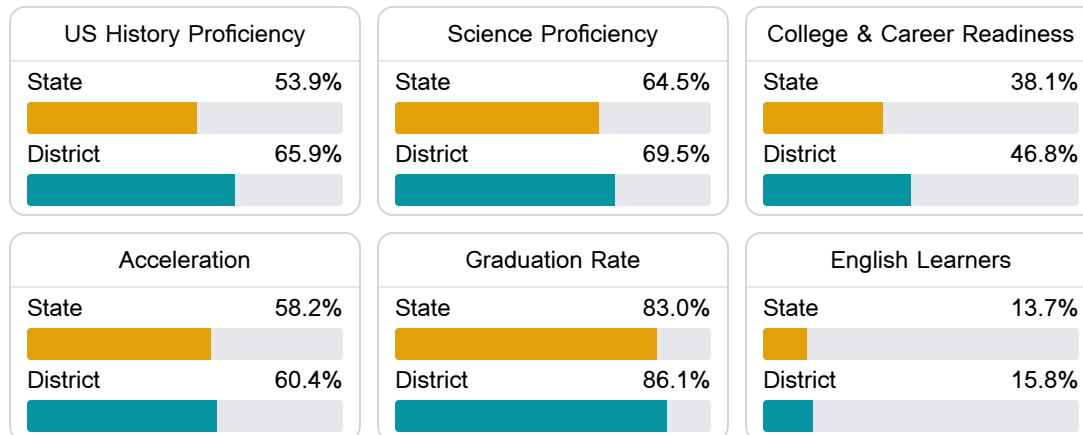 US History Proficiency
State 53.9%
District 65.9%
Science Proficiency
State 64.5%
District 69.5%
College & Career Readiness
State 38.1%
District 46.8%
Acceleration
State 58.2%
District 60.4%
Graduation Rate
State 83.0%
District 86.1%
English Learners
State 13.7%
District 15.8%